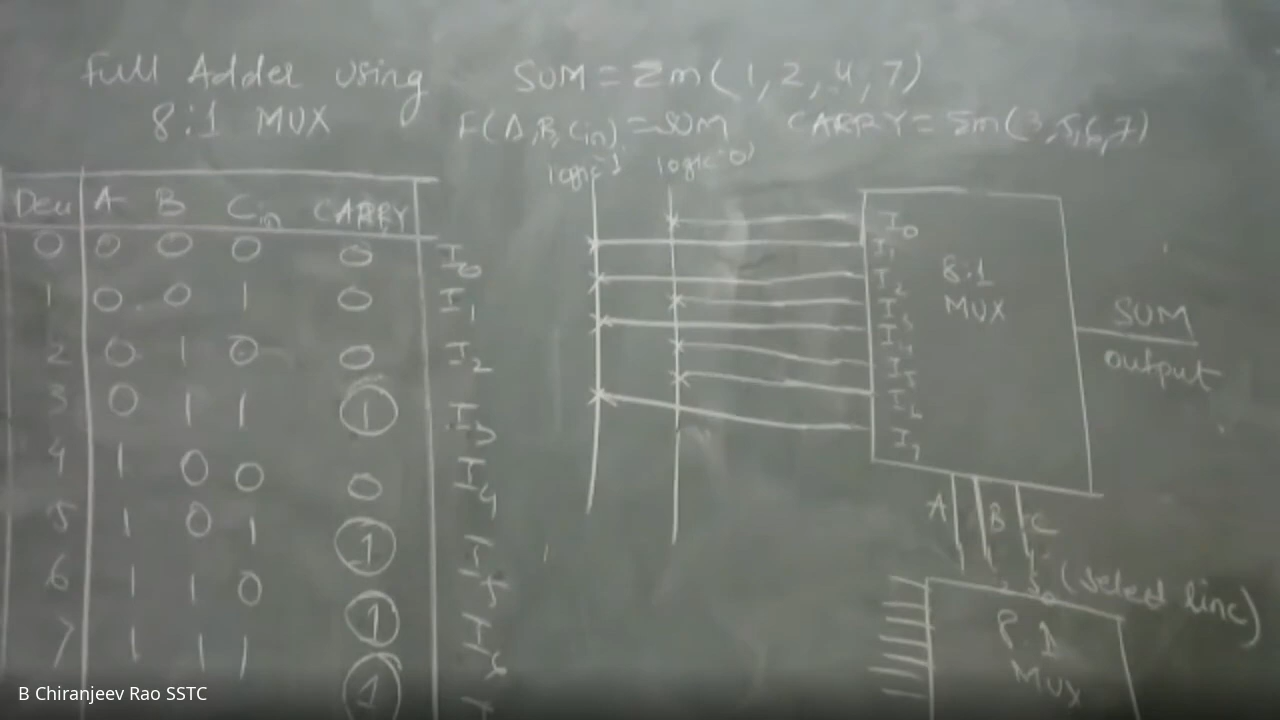 Full Adder using
8:1 MUX
SUM = Σm(1,2,4,7)
F(A,B,Cin) = SUM CARRY = Σm(3,5,6,7)
logic '1' logic '0'
Deci A B Cin CARRY
0 0 0 0 0 I0
1 0 0 1 0 I1
2 0 1 0 0 I2
3 0 1 1 1 I3
4 1 0 0 0 I4
5 1 0 1 1 I5
6 1 1 0 1 I6
7 1 1 1 1
I0
I1
I2
I3
I4
I5
I6
I7
8:1
MUX
SUM
output
A B C
S0 (select line)
8:1
MUX
B Chiranjeev Rao SSTC